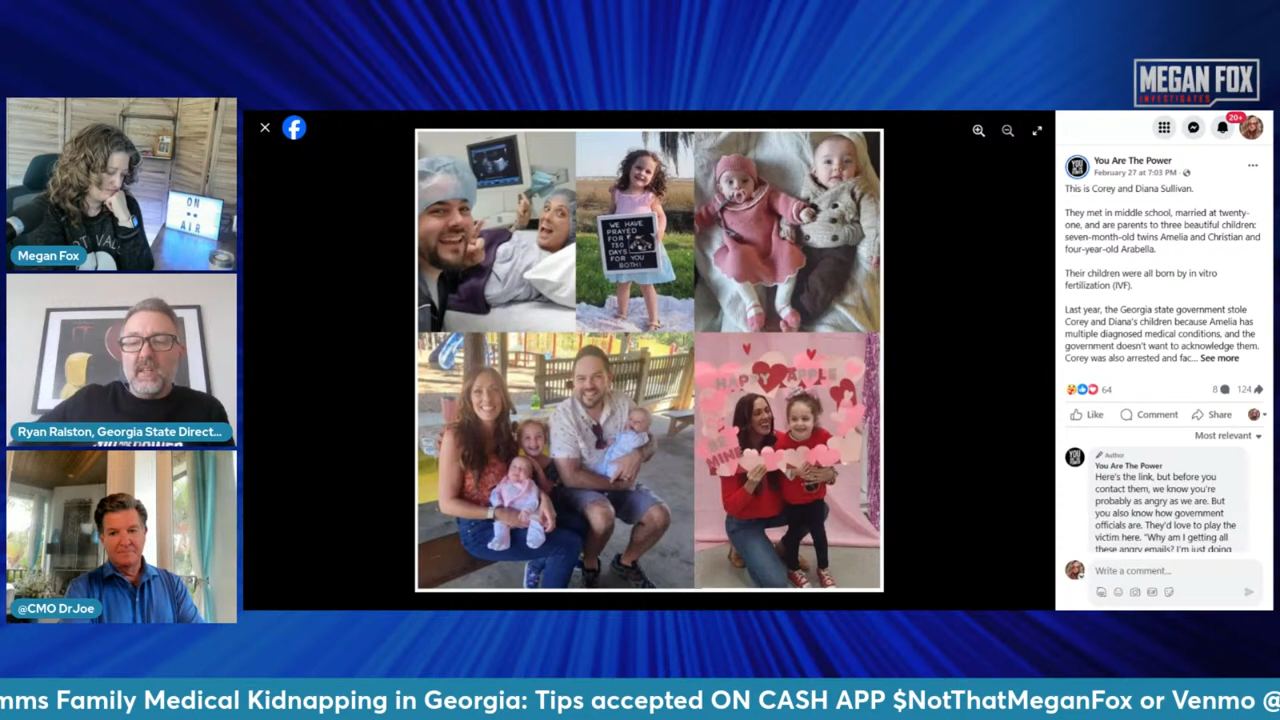 MEGAN FOX
INVESTIGATES
ON
AIR
Megan Fox
Ryan Ralston, Georgia State Direct...
@CMO DrJoe
WE HAVE
PRAYED
FOR
730
DAYS
FOR YOU
BOTH!
HAPPY
APPLE
MINE
20+
You Are The Power
February 27 at 7:03 PM
This is Corey and Diana Sullivan.
They met in middle school, married at twenty-
one, and are parents to three beautiful children:
seven-month-old twins Amelia and Christian and
four-year-old Arabella.
Their children were all born by in vitro
fertilization (IVF).
Last year, the Georgia state government stole
Corey and Diana's children because Amelia has
multiple diagnosed medical conditions, and the
government doesn't want to acknowledge them.
Corey was also arrested and fac... See more
64
8
124
Like
Comment
Share
Most relevant
Author
You Are The Power
Here's the link, but before you
contact them, we know you're
probably as angry as we are. But
you also know how government
officials are. They'd love to play the
victim here. "Why am I getting all
these angry emails? I'm just doing
Write a comment...
mms Family Medical Kidnapping in Georgia: Tips accepted ON CASH APP $NotThatMeganFox or Venmo @